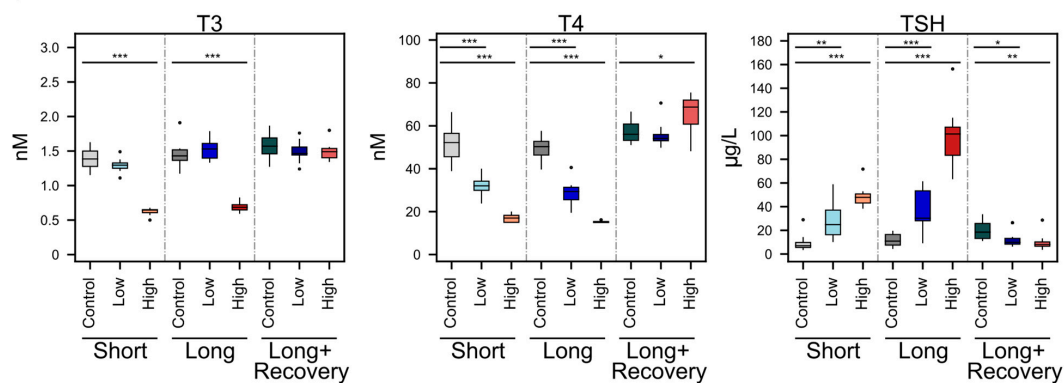 T3
nM
3.0
2.5
2.0
1.5
1.0
0.5
0
***
***
Control
Low
High
Control
Low
High
Control
Low
High
Short
Long
Long+
Recovery
T4
nM
100
80
60
40
20
0
***
***
***
***
*
Control
Low
High
Control
Low
High
Control
Low
High
Short
Long
Long+
Recovery
TSH
µg/L
180
160
140
120
100
80
60
40
20
0
**
***
***
***
*
**
Control
Low
High
Control
Low
High
Control
Low
High
Short
Long
Long+
Recovery